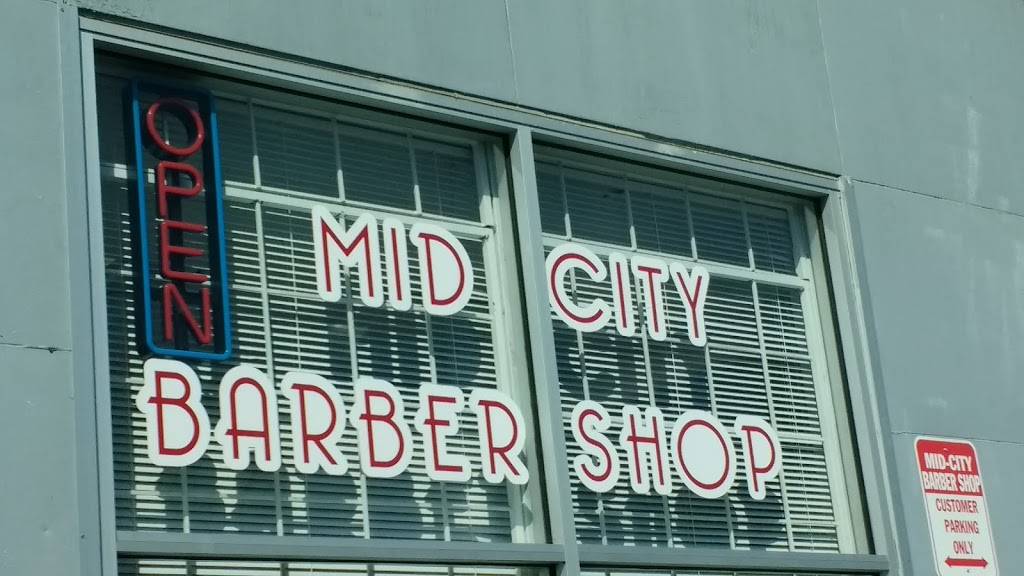 OPEN
MID CITY
BARBER SHOP
MID-CITY
BARBER SHOP
CUSTOMER
PARKING
ONLY